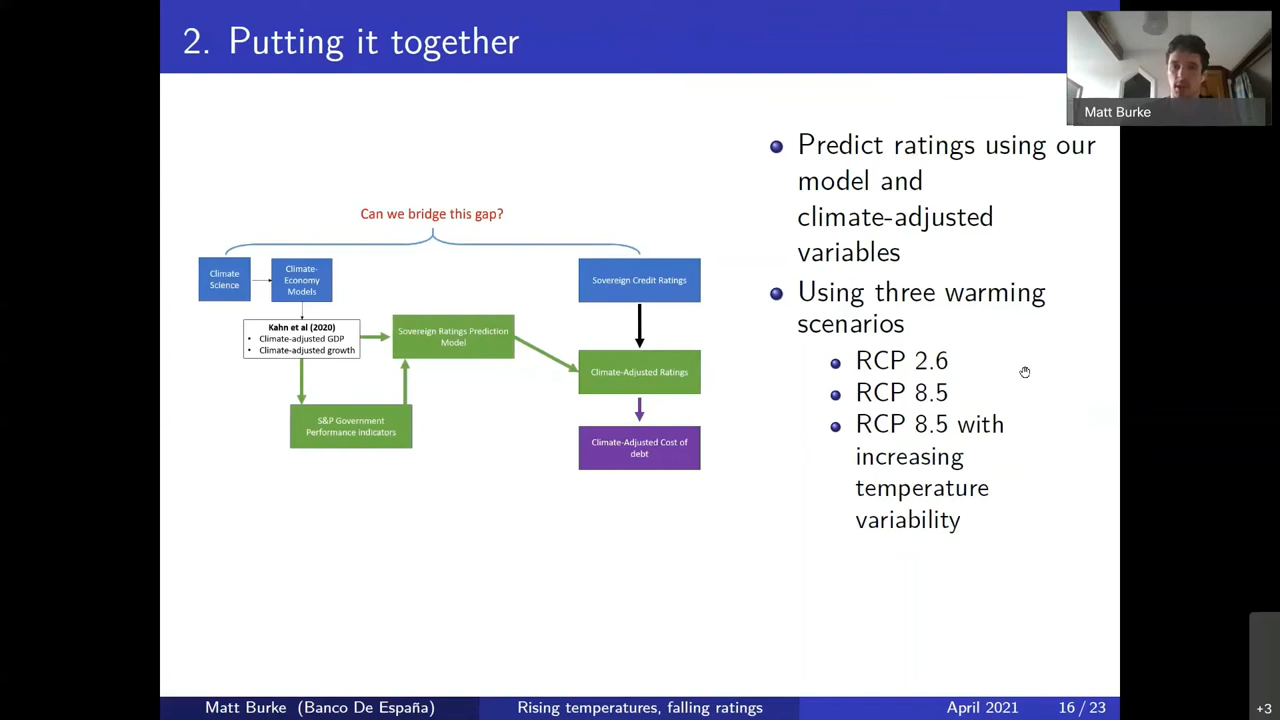 2. Putting it together
Matt Burke
Can we bridge this gap?
Climate
Science
Climate-
Economy
Models
Kahn et al (2020)
• Climate-adjusted GDP
• Climate-adjusted growth
Sovereign Ratings Prediction
Model
S&P Government
Performance indicators
Sovereign Credit Ratings
Climate-Adjusted Ratings
Climate-Adjusted Cost of
debt
Predict ratings using our
model and
climate-adjusted
variables
Using three warming
scenarios
RCP 2.6
RCP 8.5
RCP 8.5 with
increasing
temperature
variability
Matt Burke (Banco De España) Rising temperatures, falling ratings April 2021 16 / 23
+3